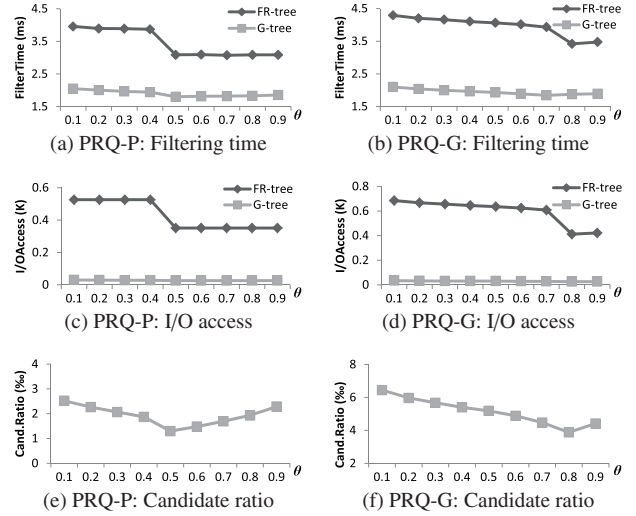 FilterTime (ms)
4.5
3.5
2.5
1.5
FR-tree
G-tree
0.1 0.2 0.3 0.4 0.5 0.6 0.7 0.8 0.9 θ
(a) PRQ-P: Filtering time
FilterTime (ms)
4.5
3.5
2.5
1.5
FR-tree
G-tree
0.1 0.2 0.3 0.4 0.5 0.6 0.7 0.8 0.9 θ
(b) PRQ-G: Filtering time
I/OAccess (K)
0.6
0.4
0.2
0
FR-tree
G-tree
0.1 0.2 0.3 0.4 0.5 0.6 0.7 0.8 0.9 θ
(c) PRQ-P: I/O access
I/OAccess (K)
0.8
0.6
0.4
0.2
0
FR-tree
G-tree
0.1 0.2 0.3 0.4 0.5 0.6 0.7 0.8 0.9 θ
(d) PRQ-G: I/O access
Cand.Ratio (‰)
4
3
2
1
0
0.1 0.2 0.3 0.4 0.5 0.6 0.7 0.8 0.9 θ
(e) PRQ-P: Candidate ratio
Cand.Ratio (‰)
8
6
4
2
0.1 0.2 0.3 0.4 0.5 0.6 0.7 0.8 0.9 θ
(f) PRQ-G: Candidate ratio